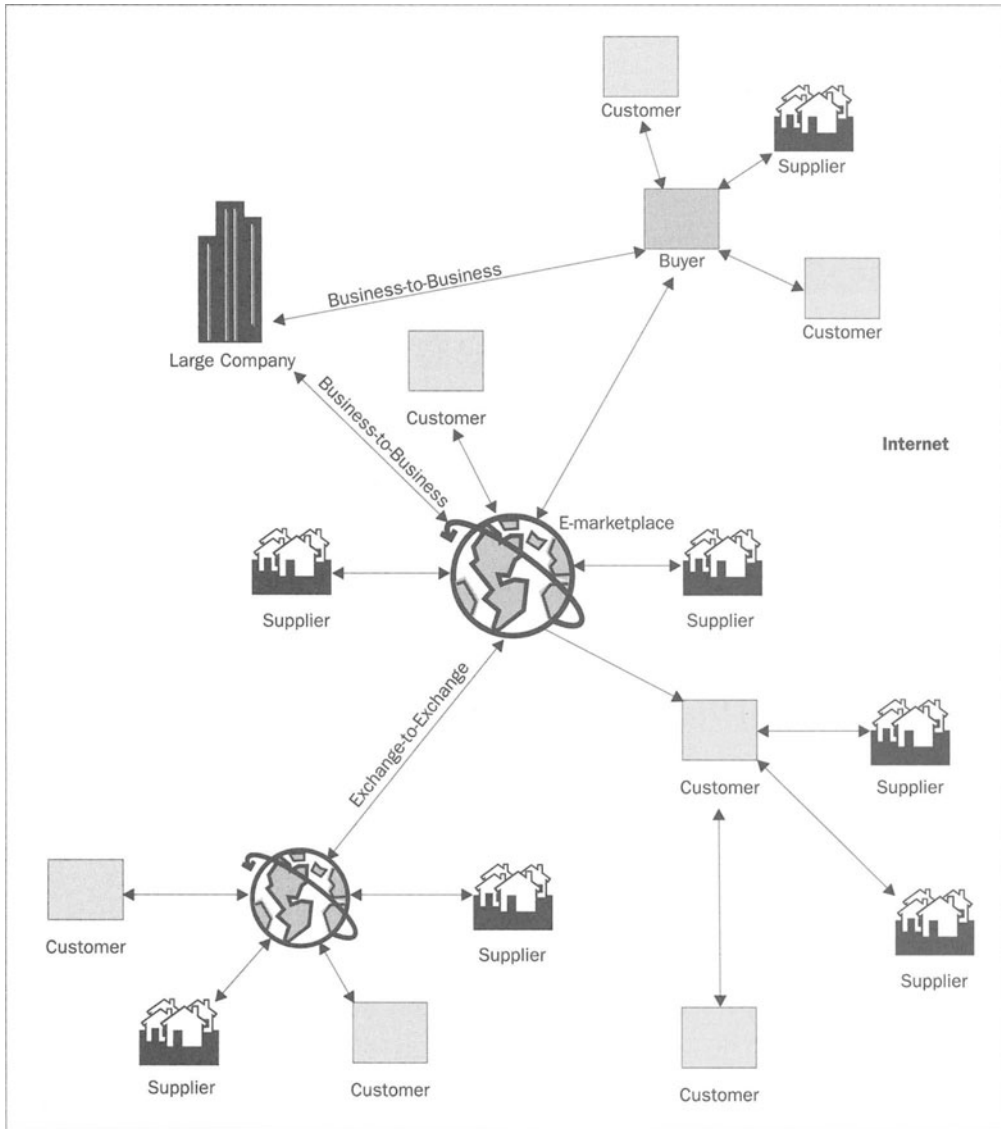 Customer
Supplier
Buyer
Business-to-Business
Customer
Large Company
Customer
Business-to-Business
Internet
E-marketplace
Supplier
Supplier
Exchange-to-Exchange
Customer
Supplier
Customer
Supplier
Supplier
Supplier
Customer
Customer